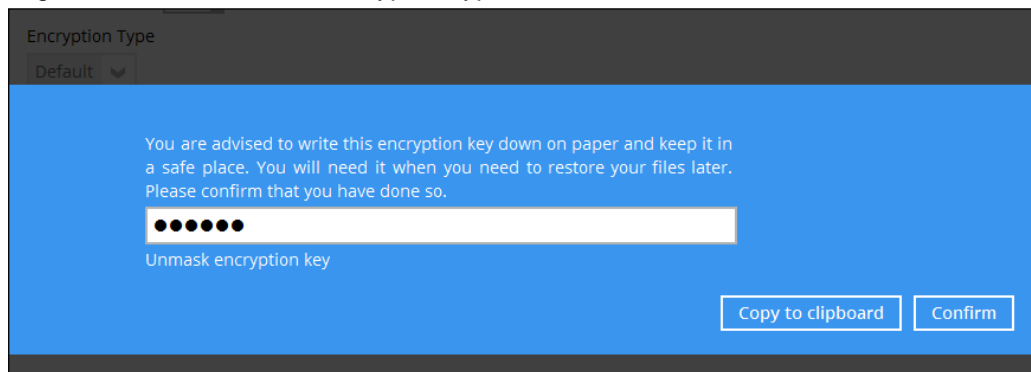 Encryption Type
Default
You are advised to write this encryption key down on paper and keep it in
a safe place. You will need it when you need to restore your files later.
Please confirm that you have done so.
●●●●●●
Unmask encryption key
Copy to clipboard Confirm